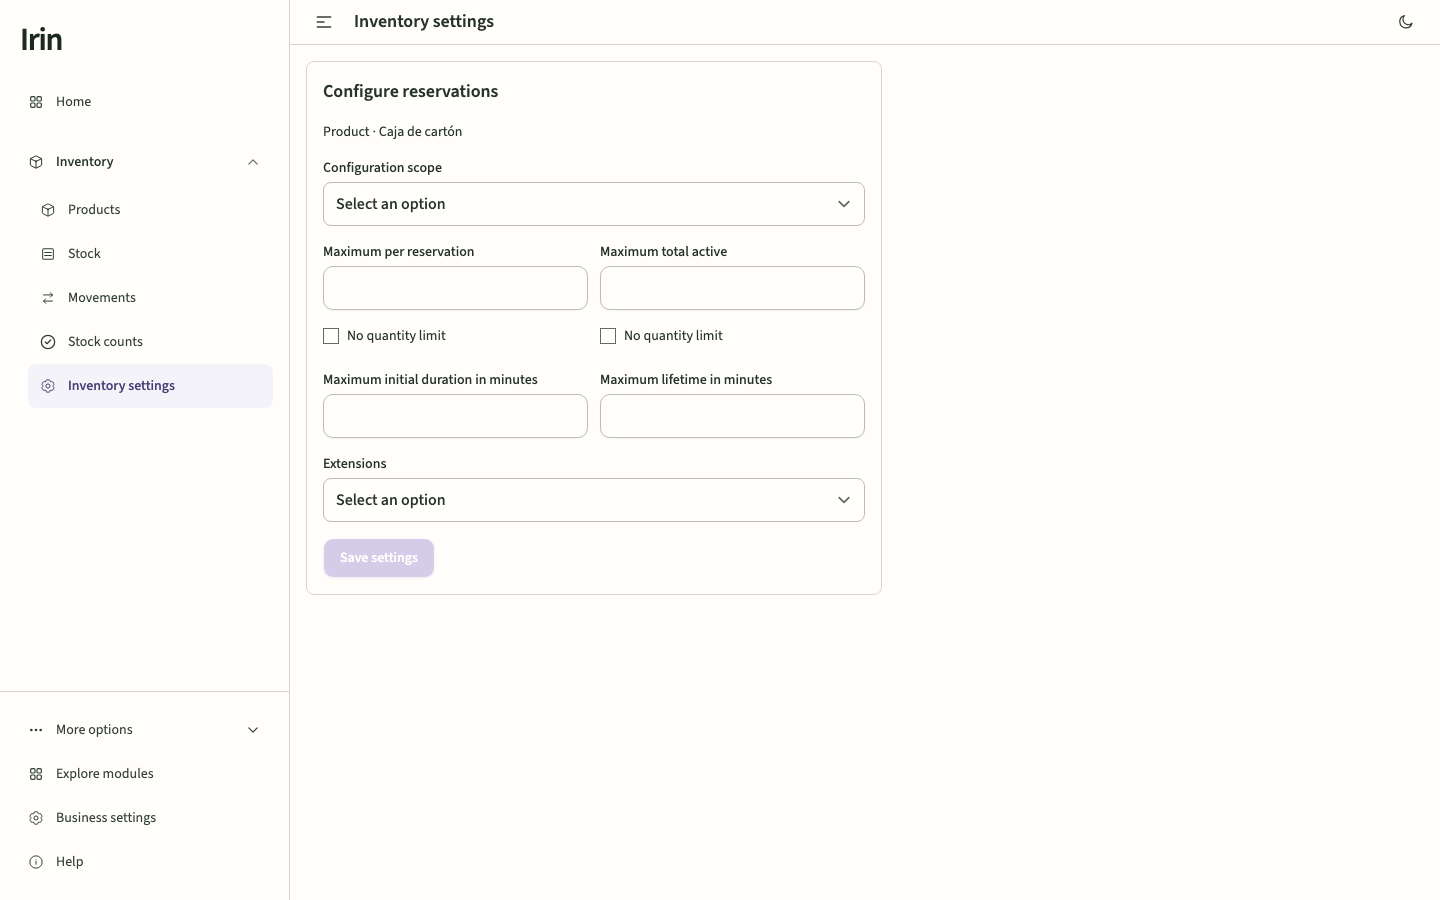 Irin
Inventory settings
Home
Inventory
Products
Stock
Movements
Stock counts
Inventory settings
More options
Explore modules
Business settings
Help
Configure reservations
Product · Caja de cartón
Configuration scope
Select an option
Maximum per reservation
Maximum total active
No quantity limit
No quantity limit
Maximum initial duration in minutes
Maximum lifetime in minutes
Extensions
Select an option
Save settings